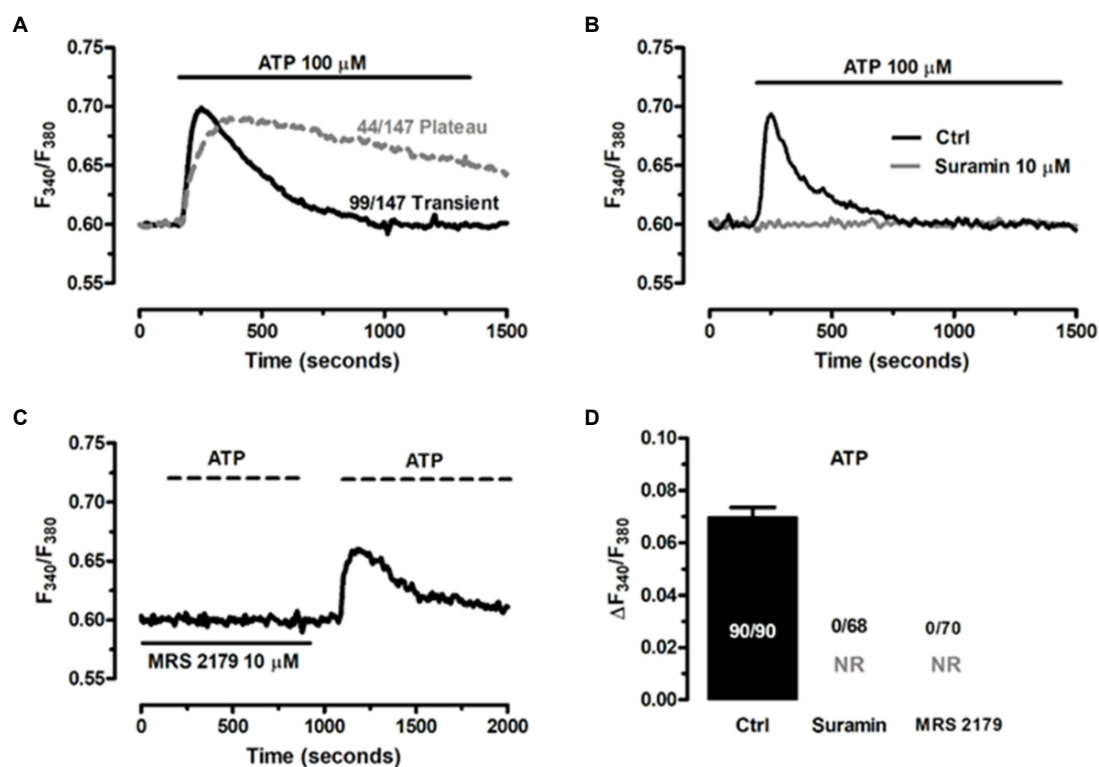 A
0.75
0.70
0.65
0.60
0.55
F340/F380
ATP 100 μM
44/147 Plateau
99/147 Transient
0
500
1000
1500
Time (seconds)
B
0.75
0.70
0.65
0.60
0.55
F340/F380
ATP 100 μM
Ctrl
Suramin 10 μM
0
500
1000
1500
Time (seconds)
C
0.75
0.70
0.65
0.60
0.55
F340/F380
ATP
ATP
MRS 2179 10 μM
0
500
1000
1500
2000
Time (seconds)
D
0.10
0.08
0.06
0.04
0.02
0.00
ΔF340/F380
ATP
90/90
0/68
0/70
NR
NR
Ctrl
Suramin
MRS 2179